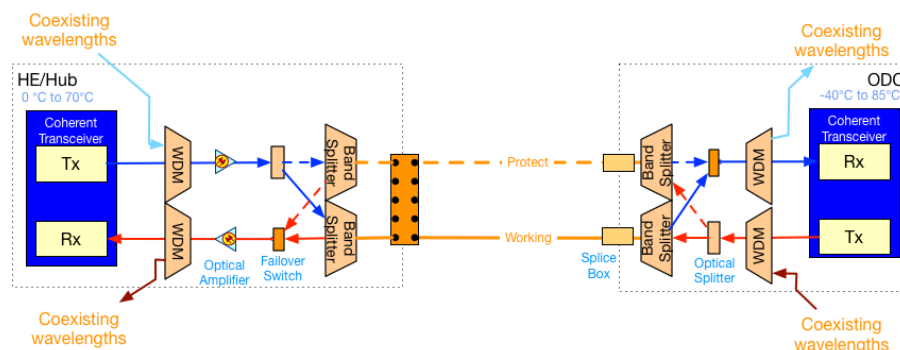 Coexisting
wavelengths
Coexisting
wavelengths
HE/Hub
0 °C to 70°C
ODC
-40°C to 85°C
Coherent
Transceiver
Coherent
Transceiver
Tx
WDM
Band
Splitter
Protect
Band
Splitter
WDM
Rx
Rx
WDM
Band
Splitter
Working
Band
Splitter
WDM
Tx
Optical
Amplifier
Failover
Switch
Splice
Box
Optical
Splitter
Coexisting
wavelengths
Coexisting
wavelengths